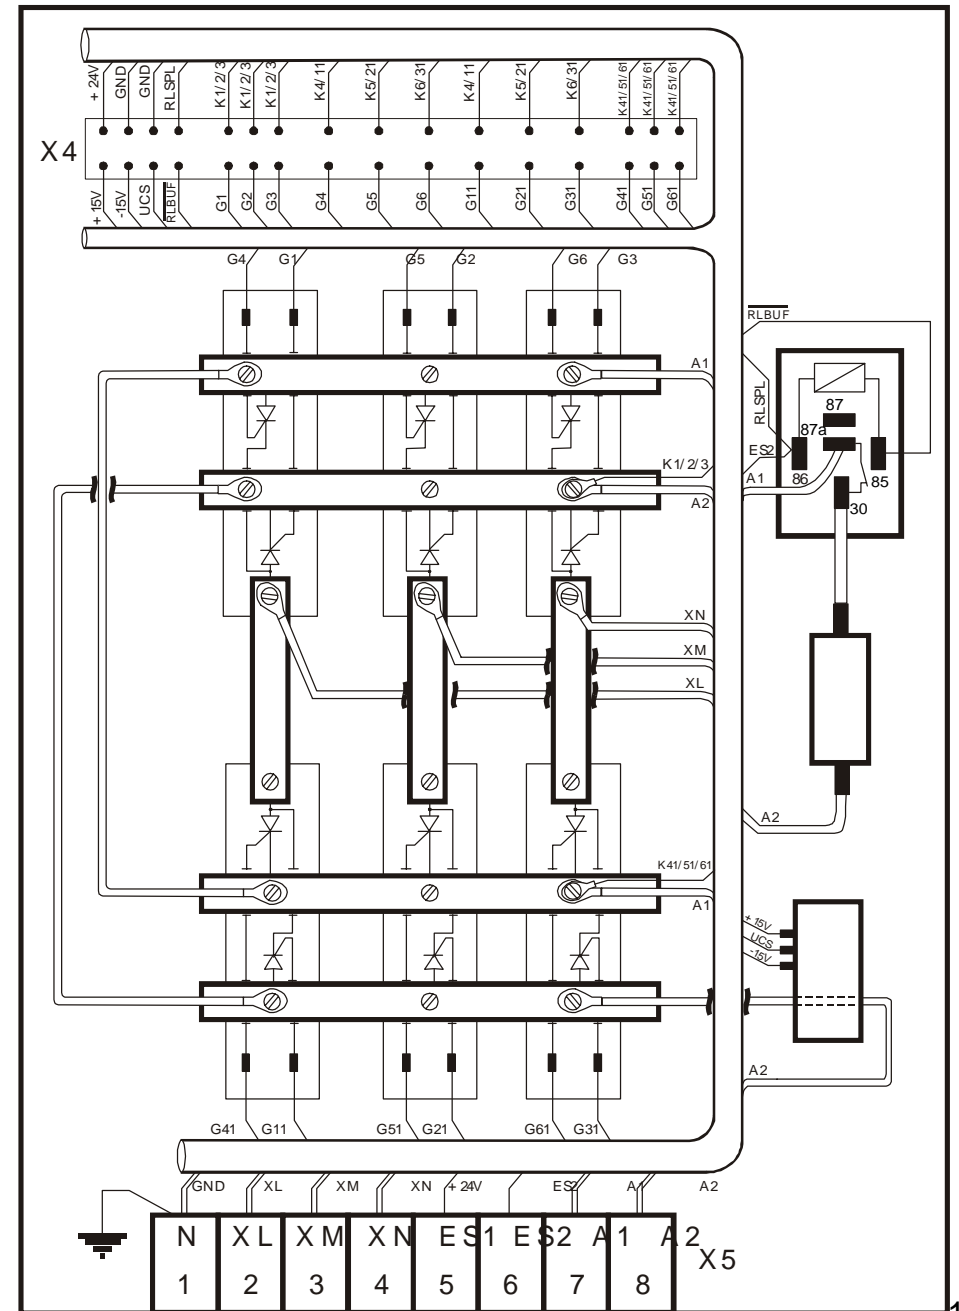 + 24V GND GND RLSPL K1/2/3 K1/2/3 K1/2/3 K4/11 K5/21 K6/31 K4/11 K5/21 K6/31 K41/51/61 K41/51/61 K41/51/61
X4
+ 15V -15V UCS RLBUF G1 G2 G3 G4 G5 G6 G11 G21 G31 G41 G51 G61
G4 G1 G5 G2 G6 G3
RLBUF
A1
RLSPL
87
87a
ES2
K1/2/3
A1
86
85
A2
30
XN
XM
XL
A2
K41/51/61
A1
+ 15V
UCS
-15V
A2
G41 G11 G51 G21 G61 G31
GND XL XM XN + 24V ES2 A1 A2
N XL XM XN ES1 ES2 A1 A2
X5
1 2 3 4 5 6 7 8
1